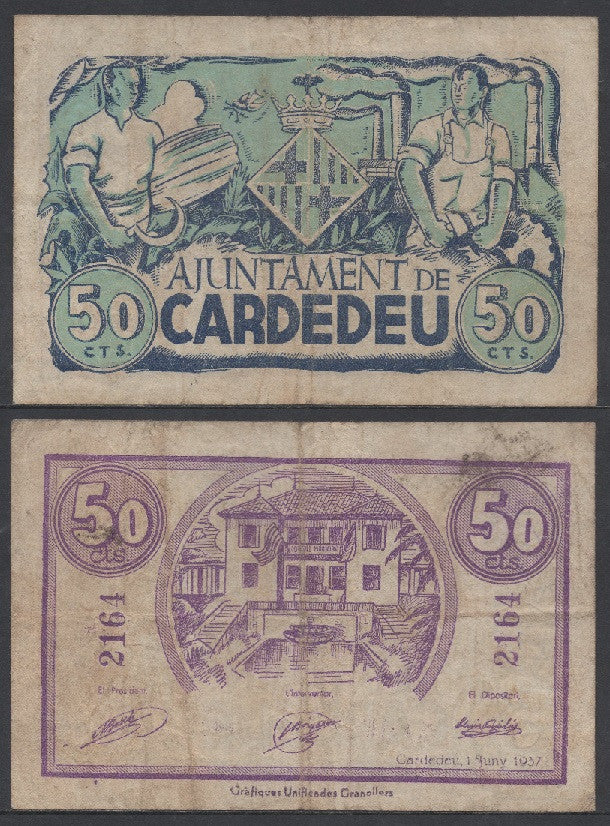 AJUNTAMENT DE
CARDEDEU
50 CTS.
50 CTS.
50 cts
50 cts
2164
2164
El President,
L'Interventor,
El Dipositari,
Cardedeu, 1 Juny 1937
Gràfiques Unificades Granollers